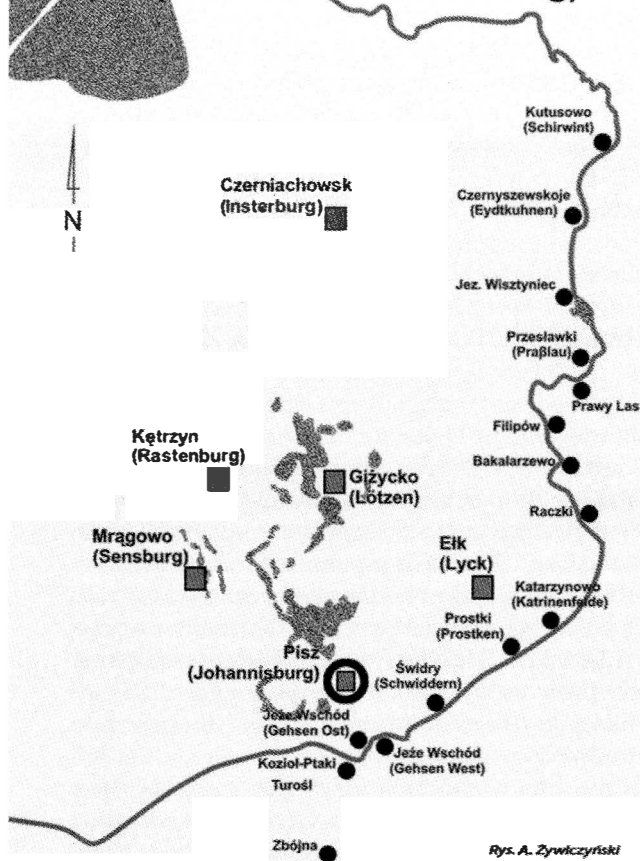 Kutusowo
(Schirwint)
Czerniachowsk
(Insterburg)
Czernyszewskoje
(Eydtkuhnen)
N
Jez. Wisztyniec
Przesławki
(Praβlau)
Prawy Las
Filipów
Kętrzyn
(Rastenburg)
Giżycko
(Lötzen)
Bakalarzewo
Raczki
Mrągowo
(Sensburg)
Ełk
(Lyck)
Katarzynowo
(Katrinenfelde)
Prostki
(Prostken)
Pisz
(Johannisburg)
Świdry
(Schwiddern)
Jeże Wschód
(Gehsen Ost)
Jeże Wschód
(Gehsen West)
Kozioł-Ptaki
Turośl
Zbójna
Rys. A. Żywiczyński